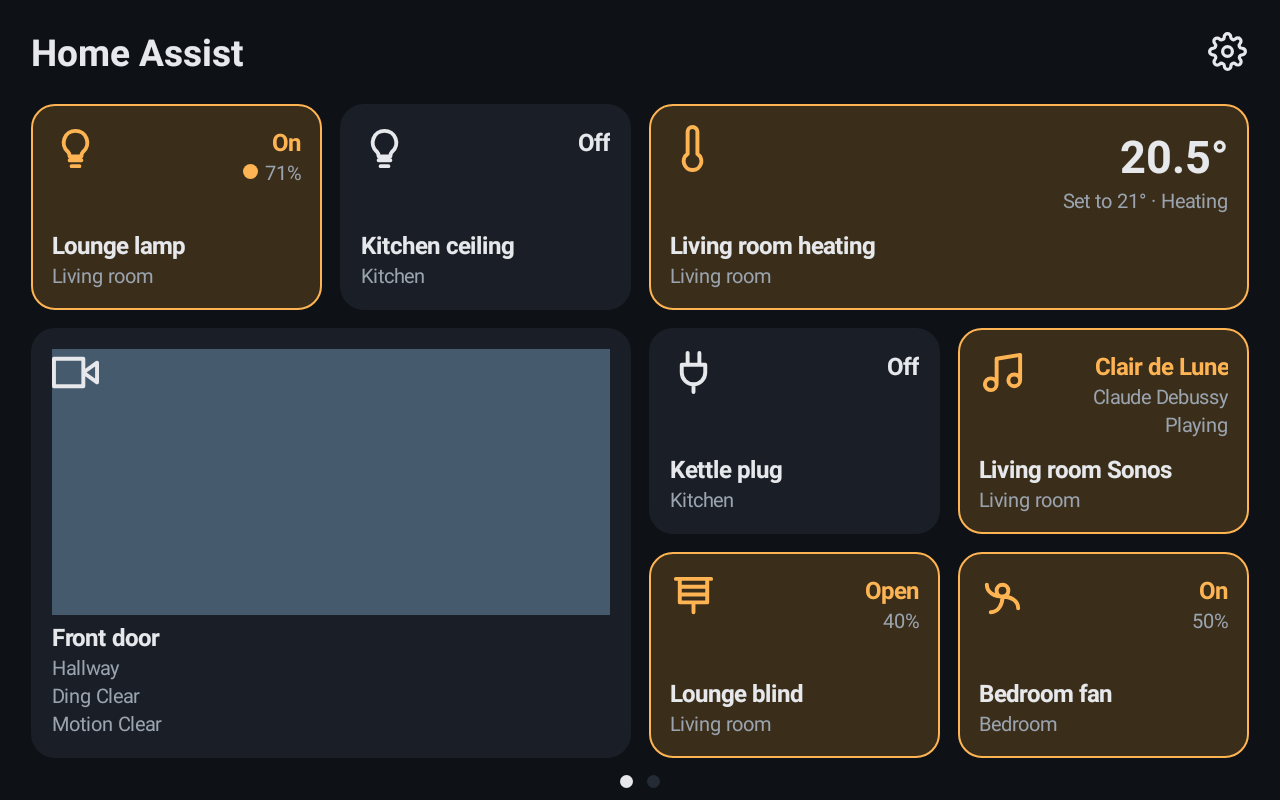 Home Assist
On
71%
Lounge lamp
Living room
Off
Kitchen ceiling
Kitchen
20.5°
Set to 21° · Heating
Living room heating
Living room
Front door
Hallway
Ding Clear
Motion Clear
Off
Kettle plug
Kitchen
Clair de Lune
Claude Debussy
Playing
Living room Sonos
Living room
Open
40%
Lounge blind
Living room
On
50%
Bedroom fan
Bedroom